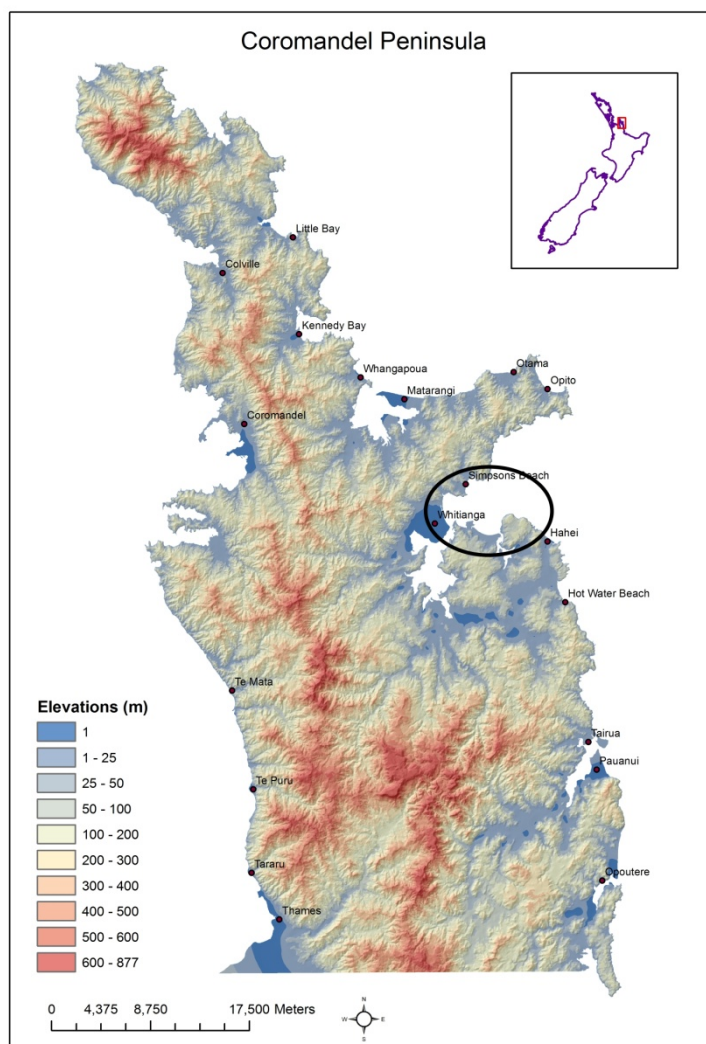 Coromandel Peninsula
Little Bay
Colville
Kennedy Bay
Whangapoua
Otama
Opito
Matarangi
Coromandel
Simpsons Beach
Whitianga
Hahei
Hot Water Beach
Te Mata
Elevations (m)
1
1 - 25
25 - 50
50 - 100
100 - 200
200 - 300
300 - 400
400 - 500
500 - 600
600 - 877
Tairua
Pauanui
Te Puru
Tararu
Opoutere
Thames
0 4,375 8,750 17,500 Meters
N
W E
S